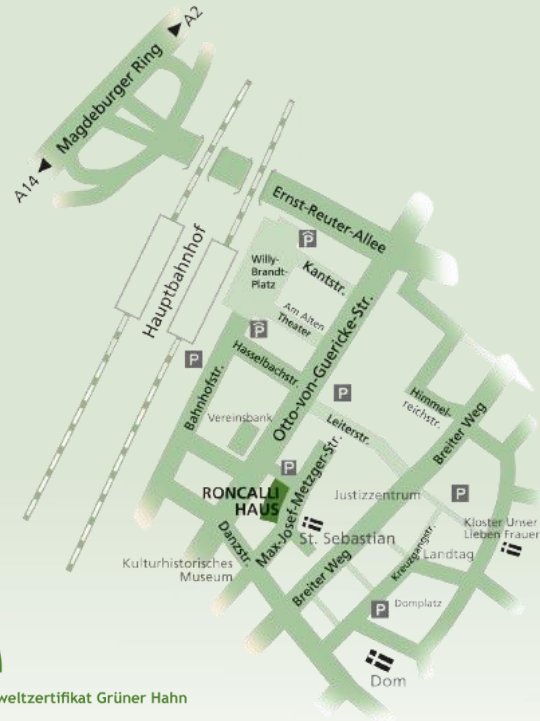 A2
Magdeburger Ring
A14
Ernst-Reuter-Allee
Hauptbahnhof
P
Willy-
Brandt-
Platz
Kantstr.
Am Alten
Theater
P
Hasselbachstr.
P
Bahnhofstr.
Otto-von-Guericke-Str.
P
Himmel-
reichstr.
Vereinsbank
Leiterstr.
Breiter Weg
P
RONCALLI
HAUS
Max-Josef-Metzger-Str.
Justizzentrum
P
Danzstr.
St. Sebastian
Kloster Unser
Lieben Frauen
Kreuzgangstr.
Landtag
Kulturhistorisches
Museum
Breiter Weg
P
Domplatz
Dom
weltzertifikat Grüner Hahn